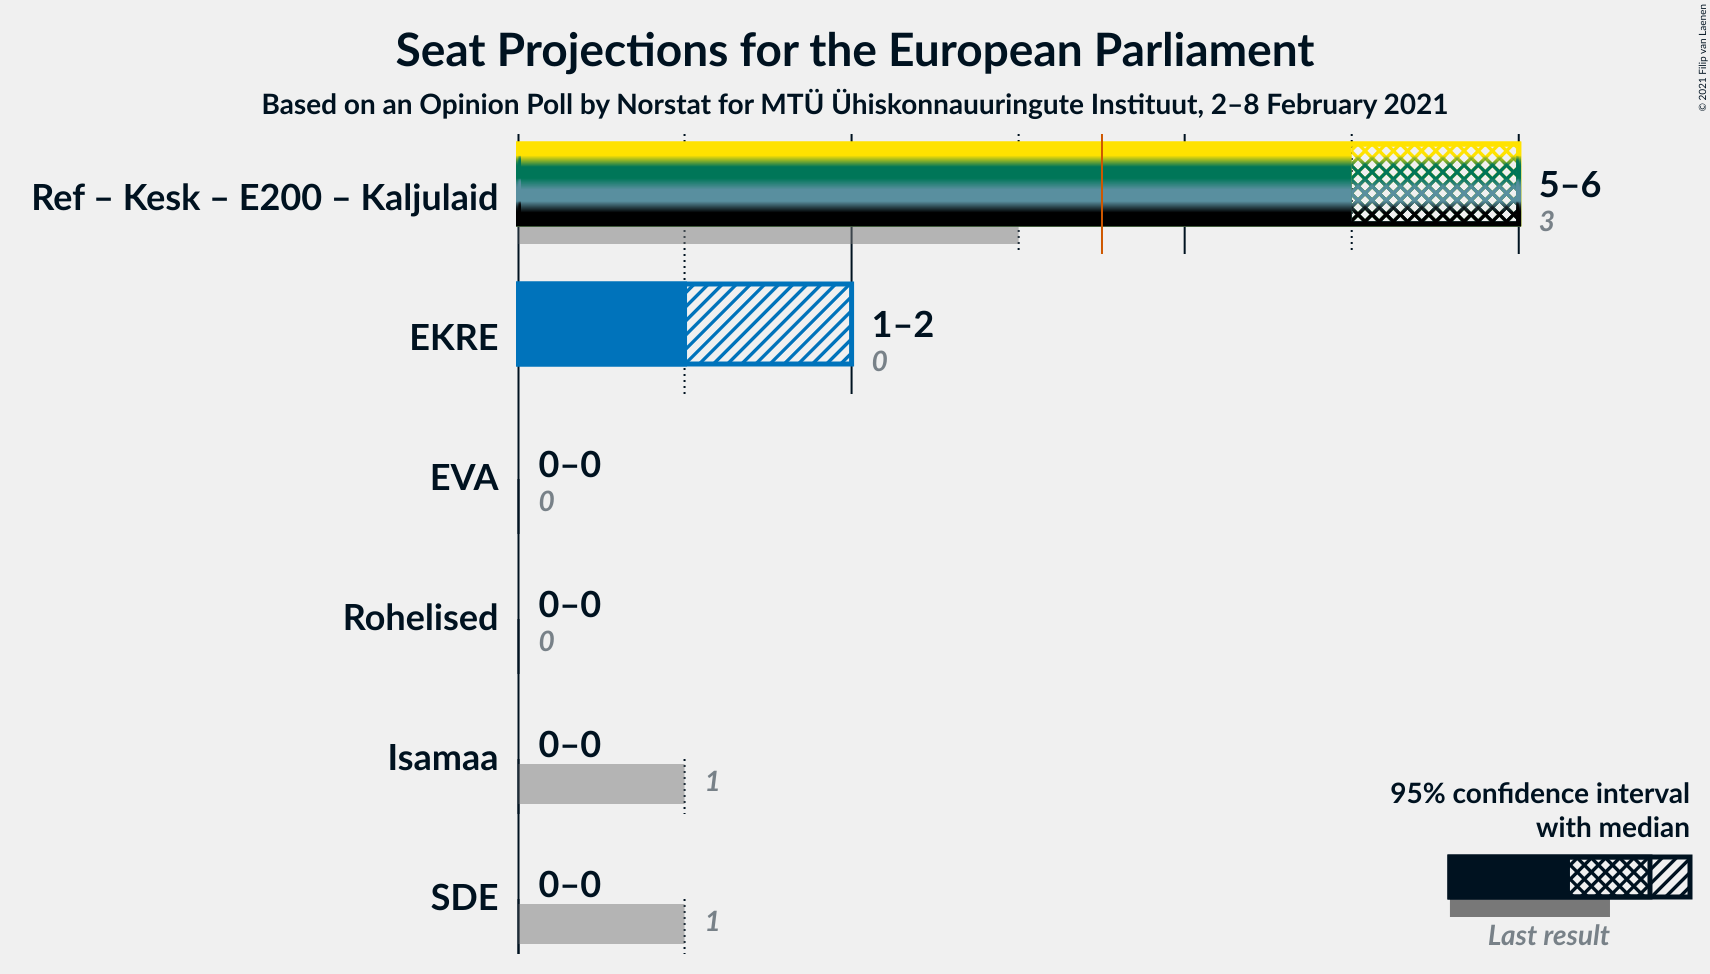 Seat Projections for the European Parliament
Based on an Opinion Poll by Norstat for MTÜ Ühiskonnauuringute Instituut, 2–8 February 2021
© 2021 Filip van Laenen
Ref – Kesk – E200 – Kaljulaid
5–6
3
EKRE
1–2
0
EVA
0–0
0
Rohelised
0–0
0
Isamaa
0–0
1
SDE
0–0
1
95% confidence interval
with median
Last result